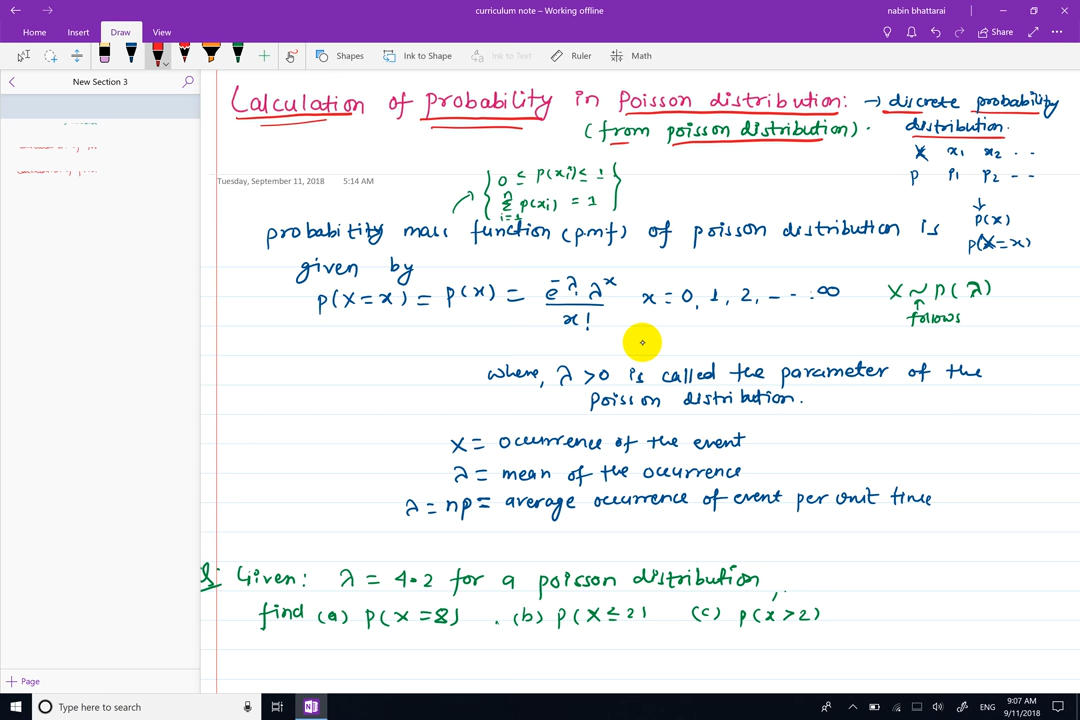 curriculum note – Working offline
nabin bhattarai
Home Insert Draw View
Share
Shapes Ink to Shape Ink to Text Ruler Math
New Section 3
Calculation of probability in Poisson distribution: → discrete probability
(from poisson distribution). distribution.
X x1 x2 ..
P P1 P2 --
Tuesday, September 11, 2018 5:14 AM
0 ≤ P(xi) ≤ 1
n Σ i=1 p(xi) = 1
↓
P(x)
P(X=x)
probabitity mass function (p.m.f) of poisson distribution is
given by
P(X=x) = P(x) = e^-λ. λ^x / x! x = 0, 1, 2, - - - . ∞ X ~ P(λ)
↑
follows
where, λ >0 is called the parameter of the
Poisson distribution.
X = occurrence of the event
λ = mean of the occurrence
λ = np = average occurrence of event per unit time
Q: Given: λ = 4.2 for a poisson distribution,
find (a) P(X=8) . (b) P(X≤2) (c) P(X>2)
+ Page
Type here to search
ENG
9:07 AM
9/11/2018